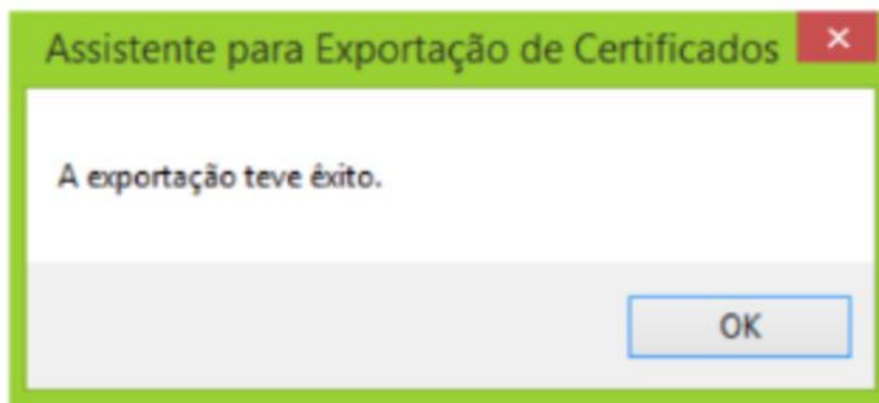 Assistente para Exportação de Certificados
A exportação teve êxito.
OK